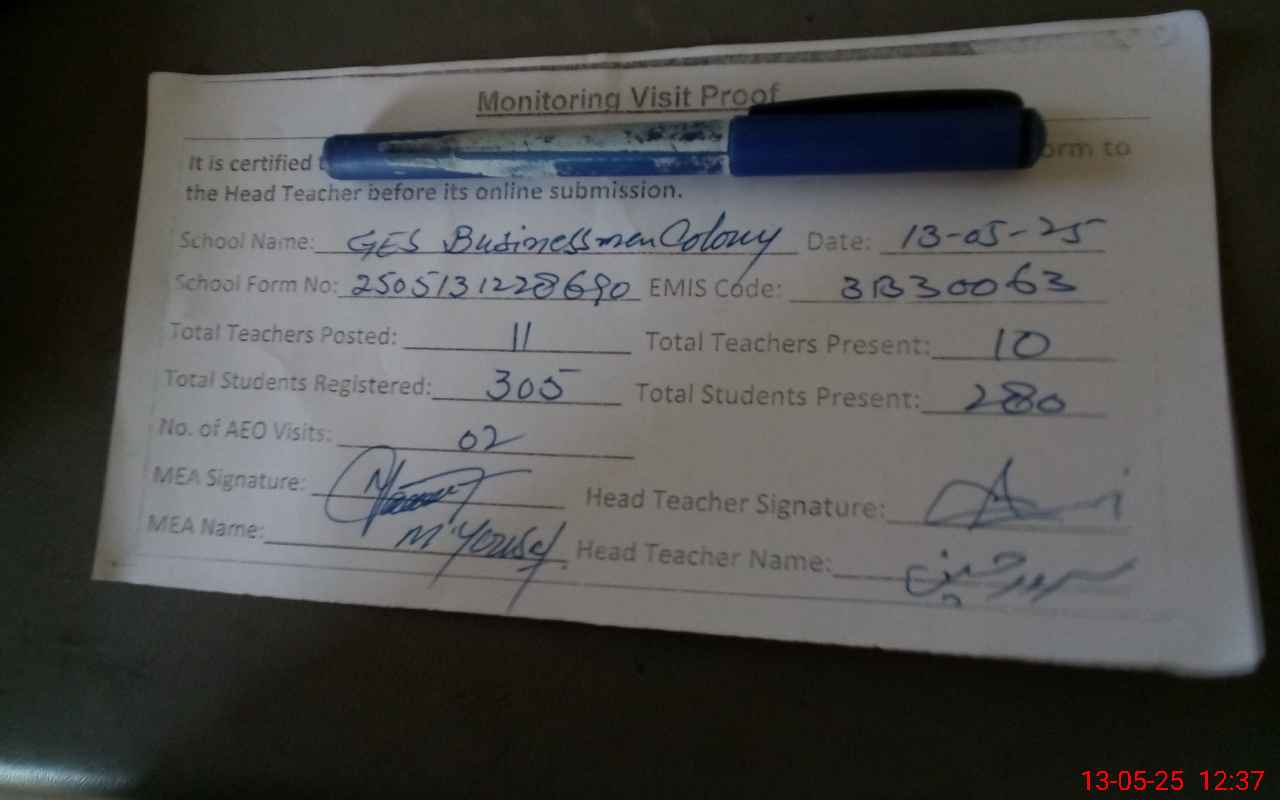 Monitoring Visit Proof
It is certified orm to
the Head Teacher before its online submission.
School Name: GES Businessmen Colony Date: 13-05-25
School Form No: 2505131228690 EMIS Code: 3B330063
Total Teachers Posted: 11 Total Teachers Present: 10
Total Students Registered: 305 Total Students Present: 280
No. of AEO Visits: 02
MEA Signature: Head Teacher Signature:
MEA Name: M Yousaf Head Teacher Name:
13-05-25 12:37